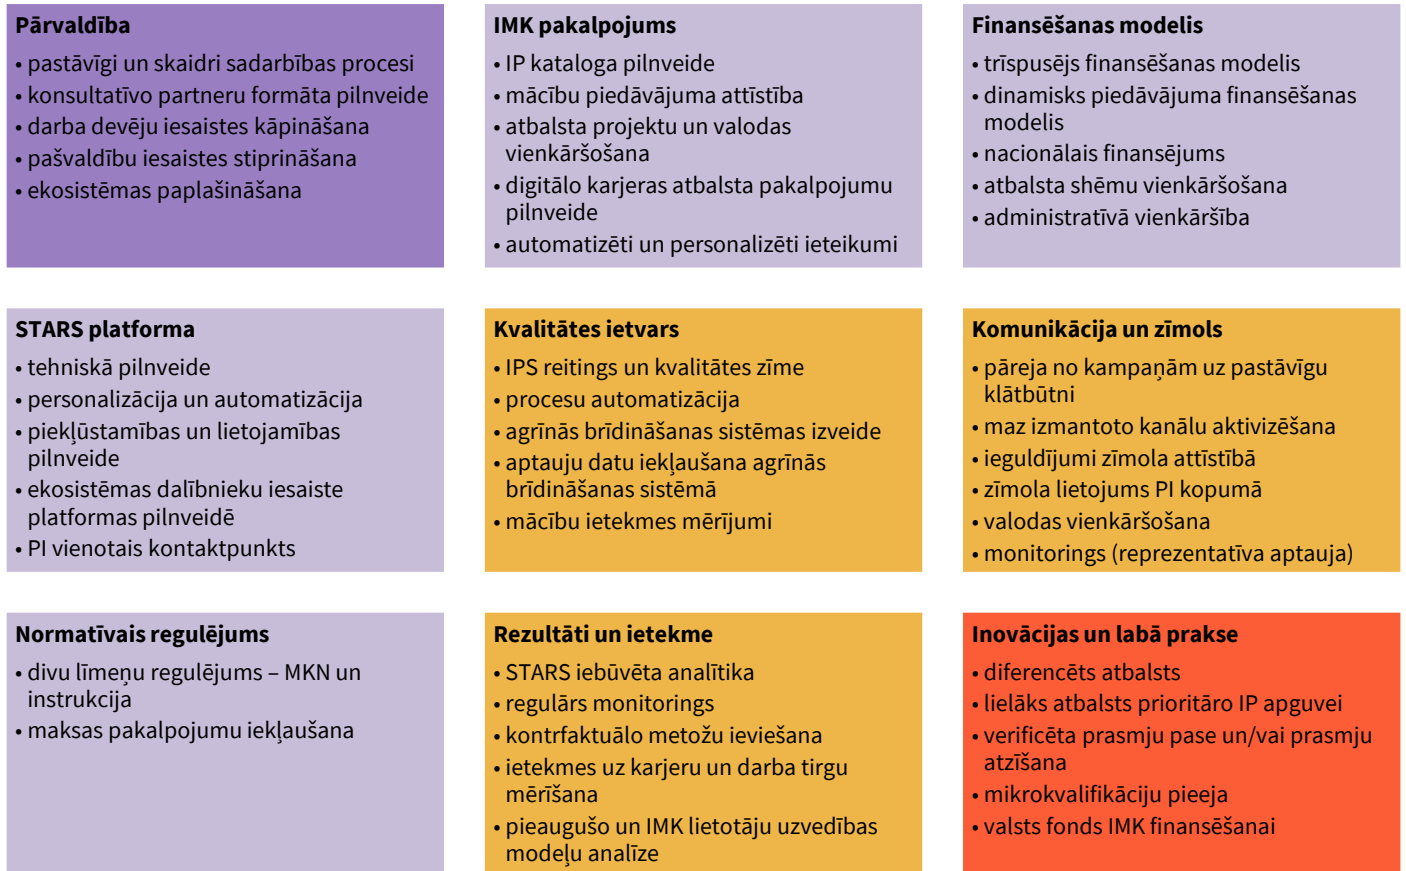 Pārvaldība
• pastāvīgi un skaidri sadarbības procesi
• konsultatīvo partneru formāta pilnveide
• darba devēju iesaistes kāpināšana
• pašvaldību iesaistes stiprināšana
• ekosistēmas paplašināšana
IMK pakalpojums
• IP kataloga pilnveide
• mācību piedāvājuma attīstība
• atbalsta projektu un valodas
vienkāršošana
• digitālo karjeras atbalsta pakalpojumu
pilnveide
• automatizēti un personalizēti ieteikumi
Finansēšanas modelis
• trīspusējs finansēšanas modelis
• dinamisks piedāvājuma finansēšanas
modelis
• nacionālais finansējums
• atbalsta shēmu vienkāršošana
• administratīvā vienkāršība
STARS platforma
• tehniskā pilnveide
• personalizācija un automatizācija
• piekļūstamības un lietojamības
pilnveide
• ekosistēmas dalībnieku iesaiste
platformas pilnveidē
• PI vienotais kontaktpunkts
Kvalitātes ietvars
• IPS reitings un kvalitātes zīme
• procesu automatizācija
• agrīnās brīdināšanas sistēmas izveide
• aptauju datu iekļaušana agrīnās
brīdināšanas sistēmā
• mācību ietekmes mērījumi
Komunikācija un zīmols
• pāreja no kampaņām uz pastāvīgu
klātbūtni
• maz izmantoto kanālu aktivizēšana
• ieguldījumi zīmola attīstībā
• zīmola lietojums PI kopumā
• valodas vienkāršošana
• monitorings (reprezentatīva aptauja)
Normatīvais regulējums
• divu līmeņu regulējums – MKN un
instrukcija
• maksas pakalpojumu iekļaušana
Rezultāti un ietekme
• STARS iebūvēta analītika
• regulārs monitorings
• kontrfaktuālo metožu ieviešana
• ietekmes uz karjeru un darba tirgu
mērīšana
• pieaugušo un IMK lietotāju uzvedības
modeļu analīze
Inovācijas un labā prakse
• diferencēts atbalsts
• lielāks atbalsts prioritāro IP apguvei
• verificēta prasmju pase un/vai prasmju
atzīšana
• mikrokvalifikāciju pieeja
• valsts fonds IMK finansēšanai